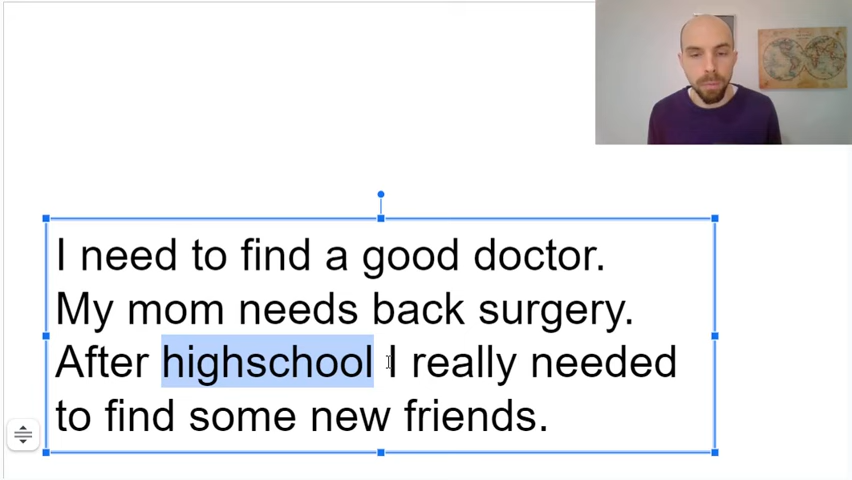 I need to find a good doctor.
My mom needs back surgery.
After highschool I really needed
to find some new friends.